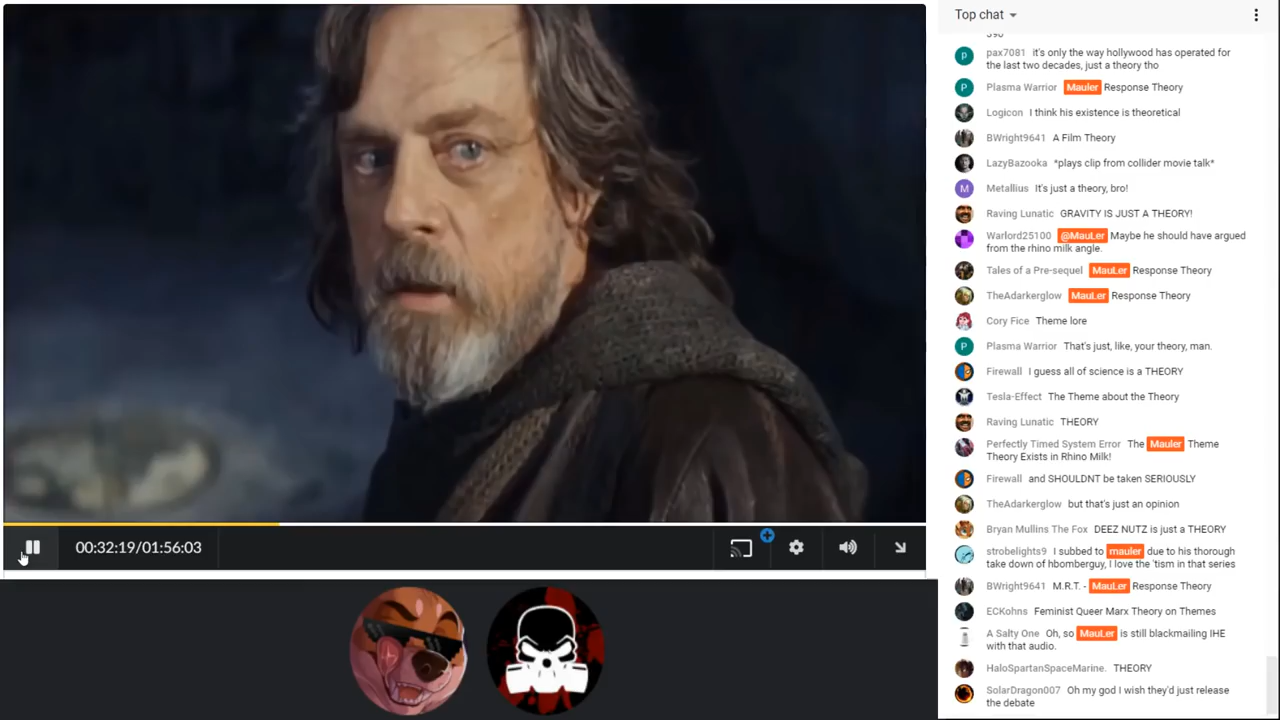 Top chat
pax7081 it's only the way hollywood has operated for
the last two decades, just a theory tho
P
Plasma Warrior Mauler Response Theory
Logicon I think his existence is theoretical
BWright9641 A Film Theory
LazyBazooka *plays clip from collider movie talk*
M
Metallius It's just a theory, bro!
Raving Lunatic GRAVITY IS JUST A THEORY!
Warlord25100 @MauLer Maybe he should have argued
from the rhino milk angle.
Tales of a Pre-sequel MauLer Response Theory
TheAdarkerglow MauLer Response Theory
Cory Fice Theme lore
P
Plasma Warrior That's just, like, your theory, man.
Firewall I guess all of science is a THEORY
Tesla-Effect The Theme about the Theory
Raving Lunatic THEORY
Perfectly Timed System Error The Mauler Theme
Theory Exists in Rhino Milk!
Firewall and SHOULDNT be taken SERIOUSLY
TheAdarkerglow but that's just an opinion
Bryan Mullins The Fox DEEZ NUTZ is just a THEORY
strobelights9 I subbed to mauler due to his thorough
take down of hbomberguy, I love the 'tism in that series
BWright9641 M.R.T. - MauLer Response Theory
ECKohns Feminist Queer Marx Theory on Themes
A Salty One Oh, so MauLer is still blackmailing IHE
with that audio.
HaloSpartanSpaceMarine. THEORY
SolarDragon007 Oh my god I wish they'd just release
the debate
00:32:19/01:56:03